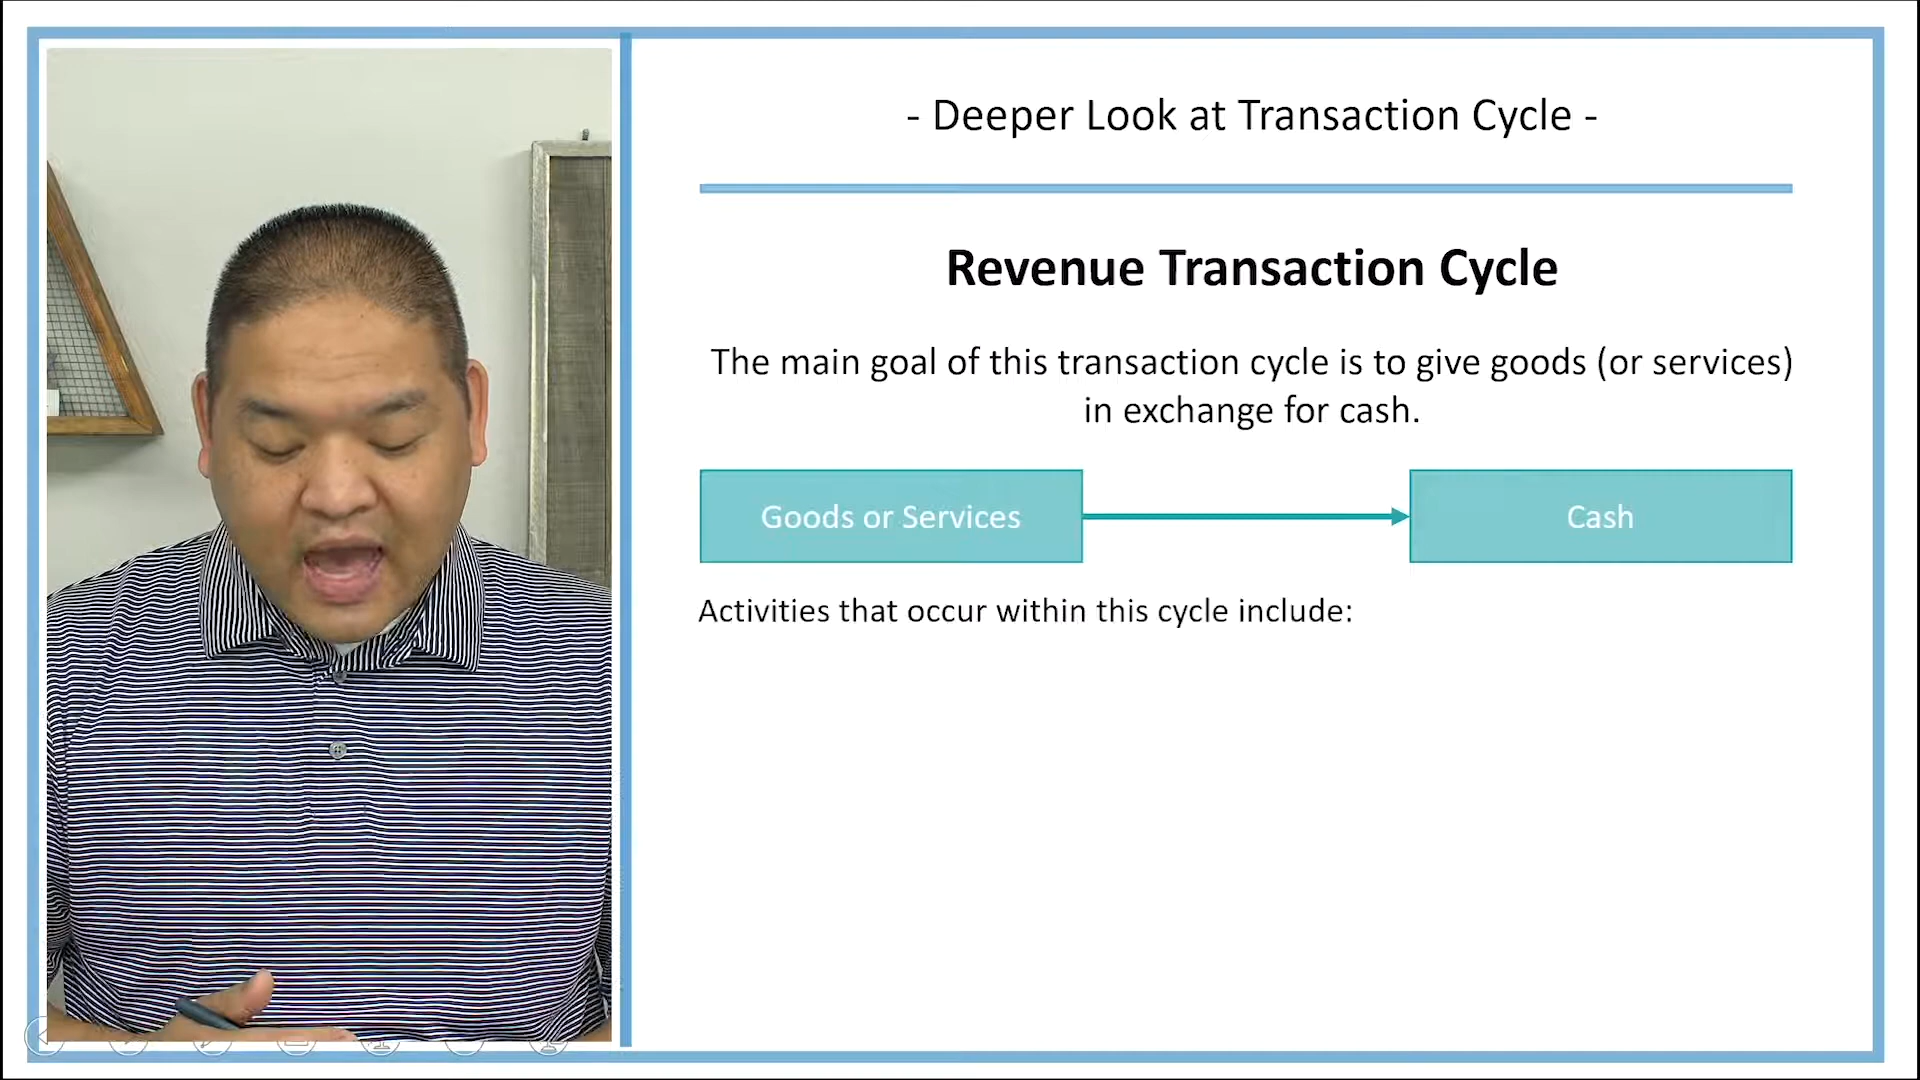 - Deeper Look at Transaction Cycle -
Revenue Transaction Cycle
The main goal of this transaction cycle is to give goods (or services)
in exchange for cash.
Goods or Services
Cash
Activities that occur within this cycle include: